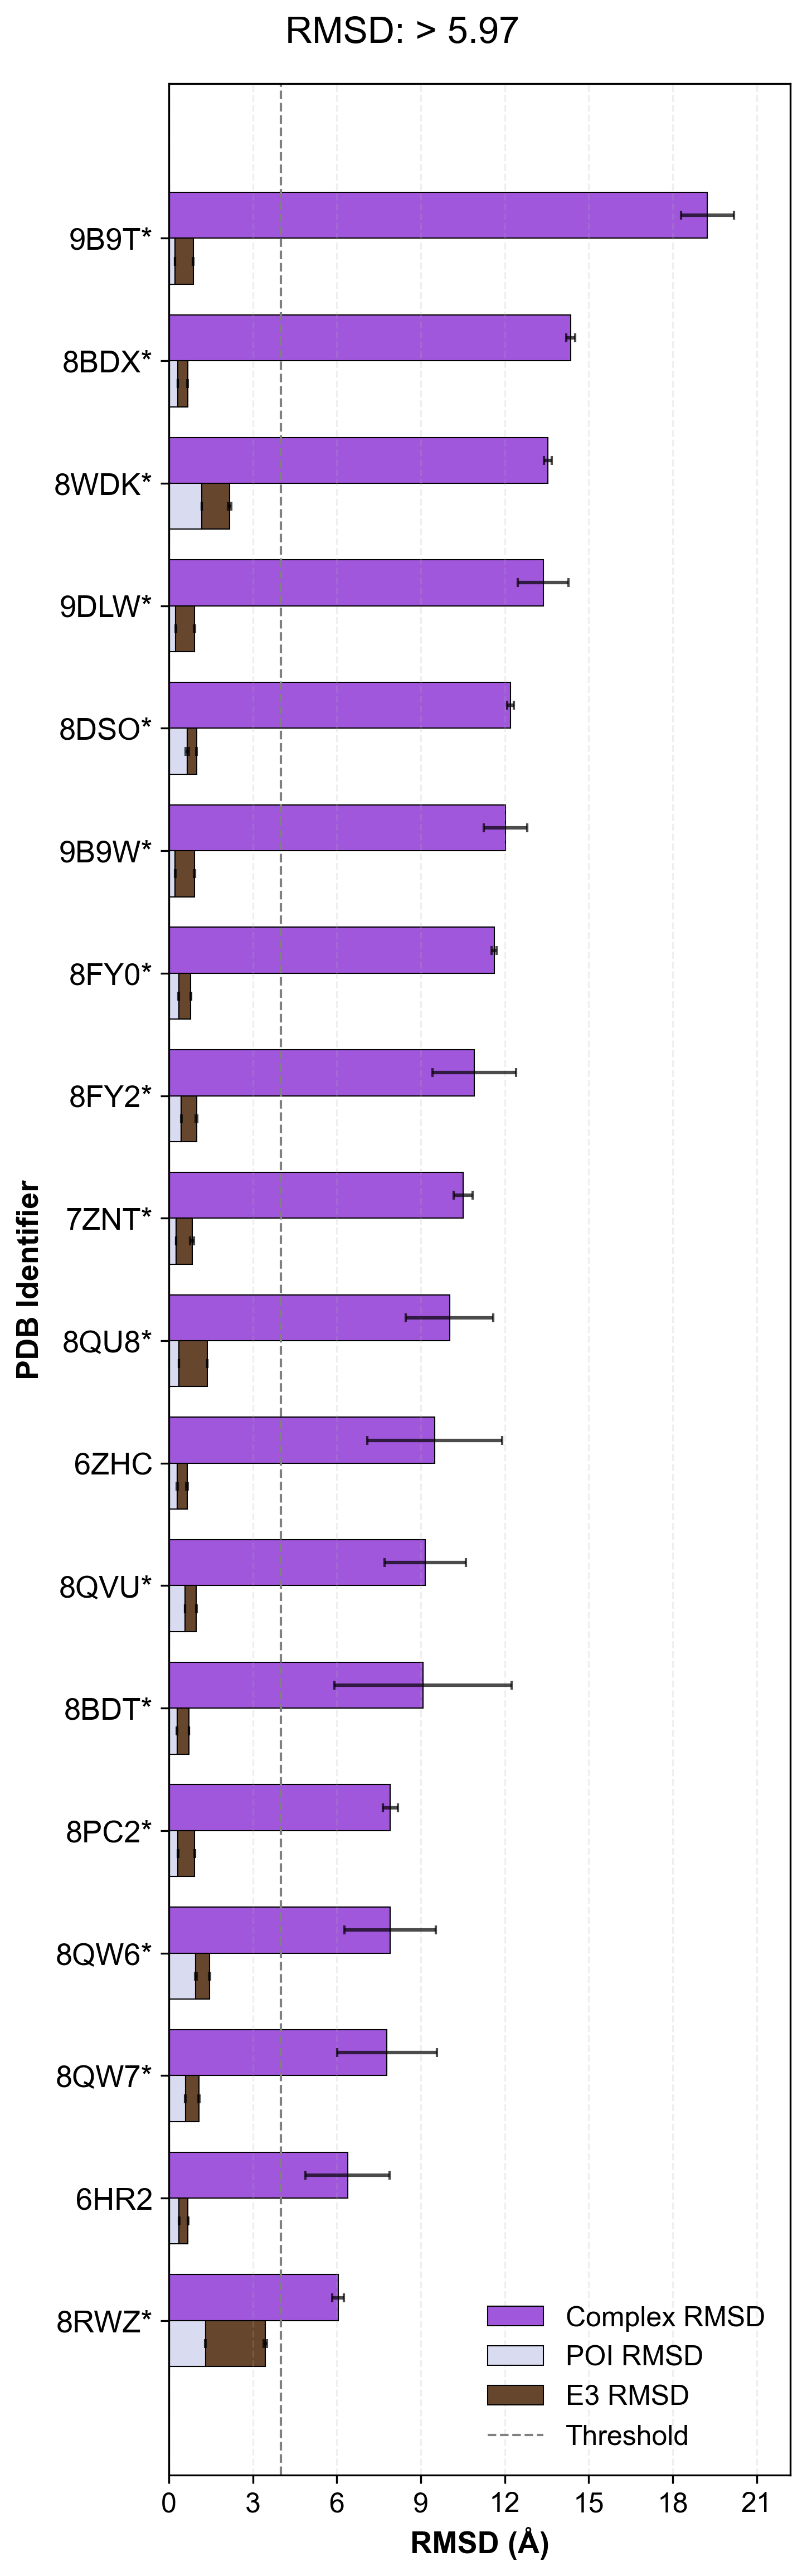 RMSD: > 5.97
9B9T*
8BDX*
8WDK*
9DLW*
8DSO*
9B9W*
8FY0*
8FY2*
7ZNT*
8QU8*
6ZHC
8QVU*
8BDT*
8PC2*
8QW6*
8QW7*
6HR2
8RWZ*
PDB Identifier
Complex RMSD
POI RMSD
E3 RMSD
Threshold
0 3 6 9 12 15 18 21
RMSD (Å)